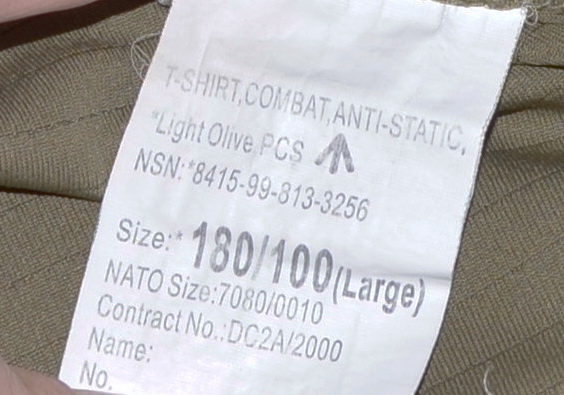 T-SHIRT,COMBAT,ANTI-STATIC,
*Light Olive PCS
NSN:*8415-99-813-3256
Size:* 180/100(Large)
NATO Size:7080/0010
Contract No.:DC2A/2000
Name:
No.